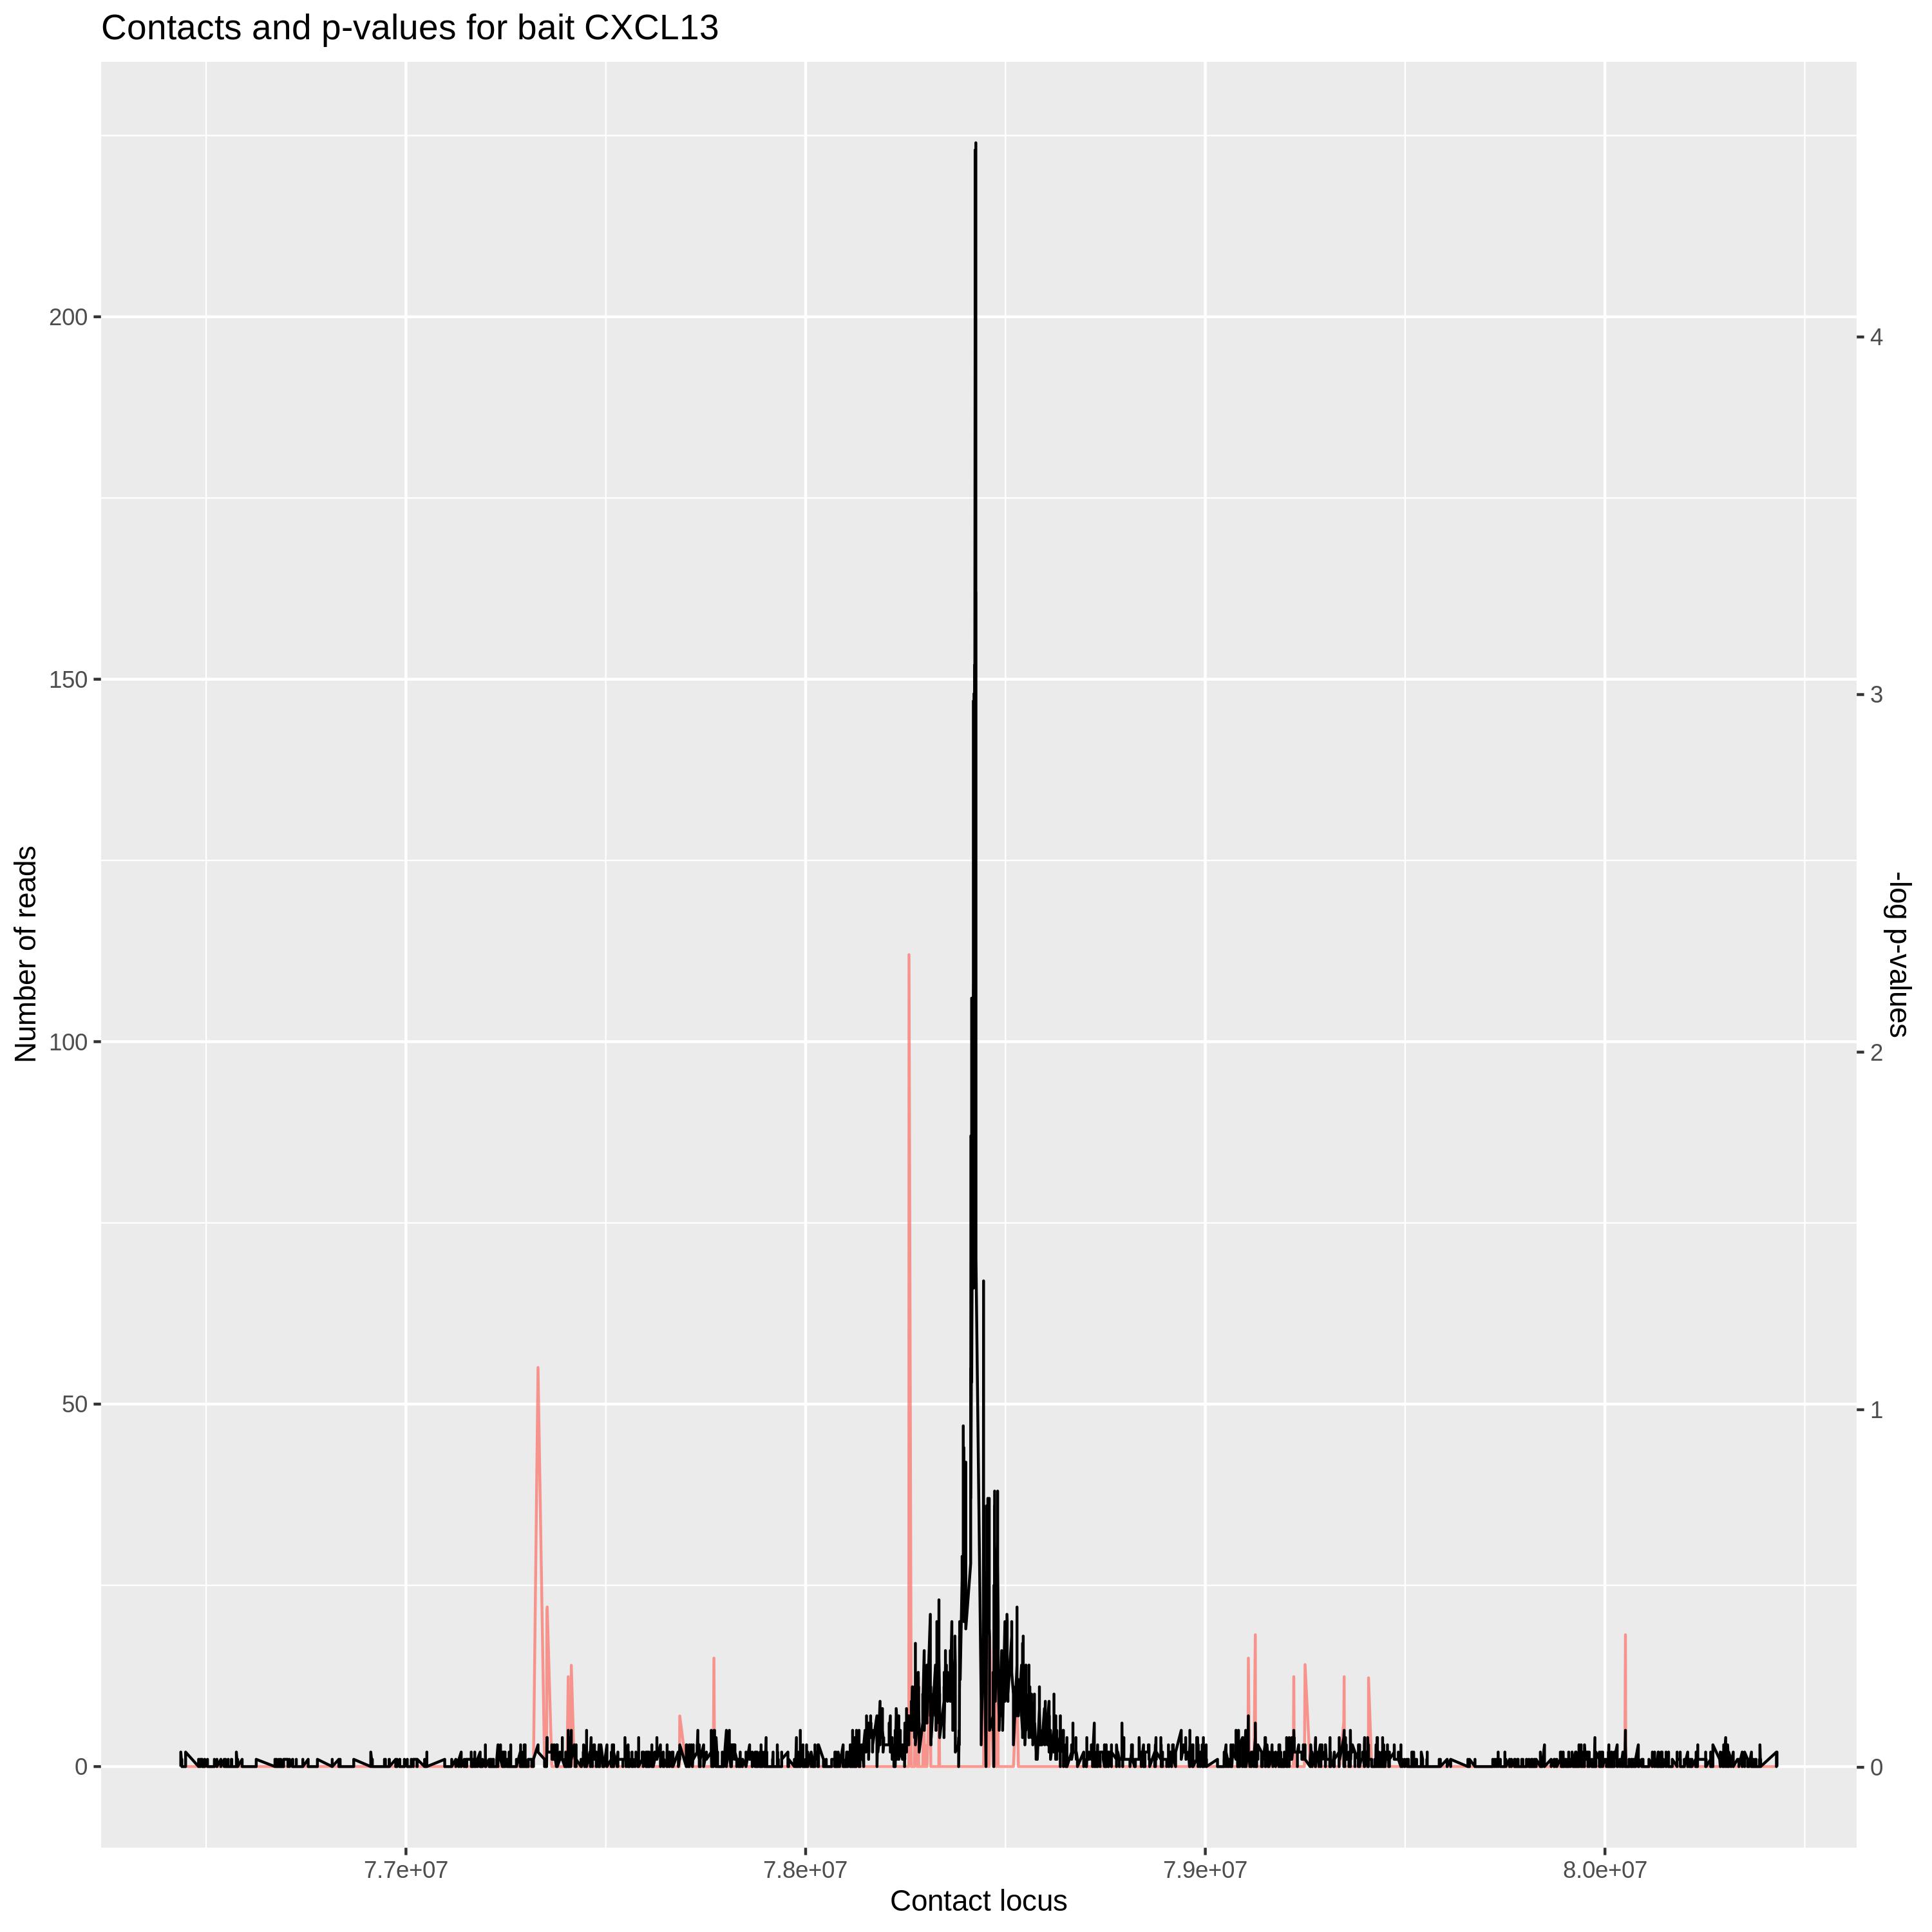 Contacts and p-values for bait CXCL13
Number of reads
200
150
100
50
0
4
3
2
1
0
-log p-values
7.7e+07
7.8e+07
7.9e+07
8.0e+07
Contact locus